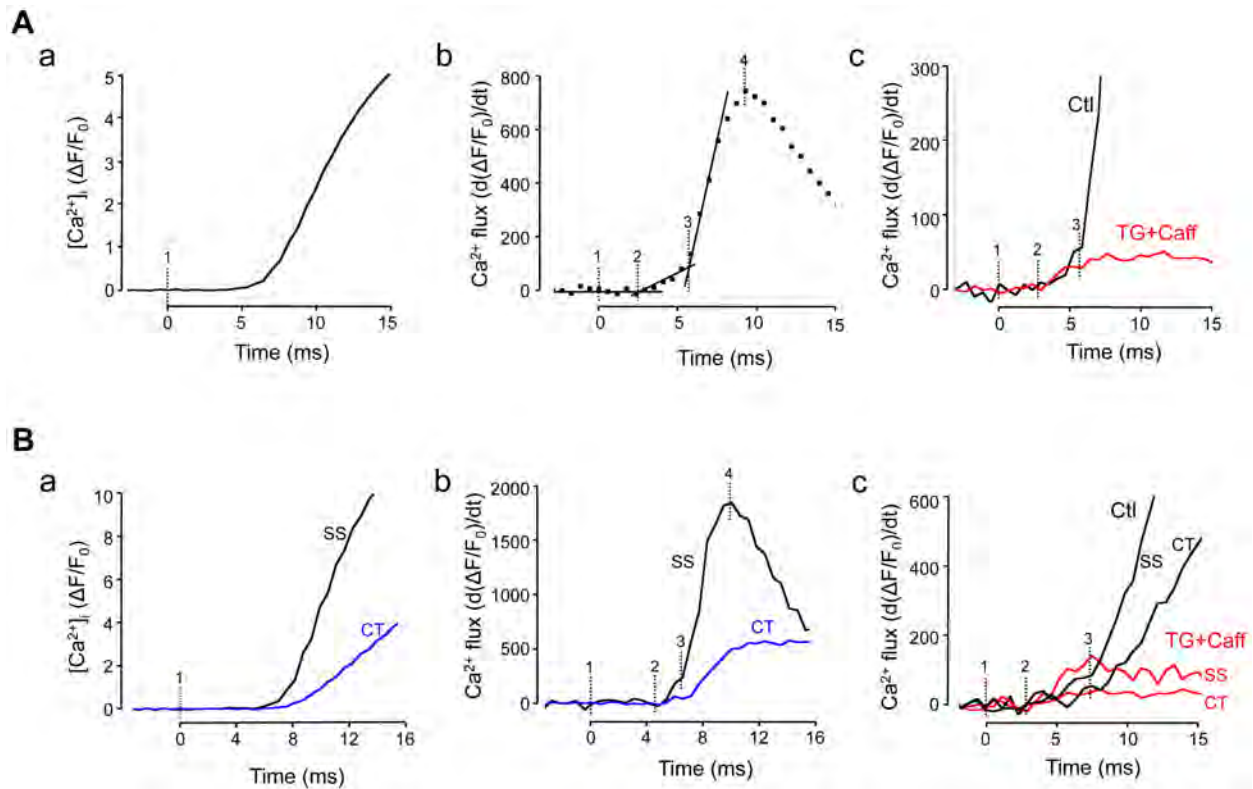 A
a
b
c
[Ca²⁺]ᵢ (ΔF/F₀)
5
4
3
2
1
0
1
0
5
10
15
Time (ms)
Ca²⁺ flux (d(ΔF/F₀)/dt)
800
600
400
200
0
1
2
3
4
0
5
10
15
Time (ms)
Ca²⁺ flux (d(ΔF/F₀)/dt)
300
200
100
0
1
2
3
Ctl
TG+Caff
0
5
10
15
Time (ms)
B
a
b
c
[Ca²⁺]ᵢ (ΔF/F₀)
10
8
6
4
2
0
1
SS
CT
0
4
8
12
16
Time (ms)
Ca²⁺ flux (d(ΔF/F₀)/dt)
2000
1500
1000
500
0
1
2
3
4
SS
CT
0
4
8
12
16
Time (ms)
Ca²⁺ flux (d(ΔF/F₀)/dt)
600
400
200
0
1
2
3
Ctl
SS
CT
TG+Caff
SS
CT
0
5
10
15
Time (ms)